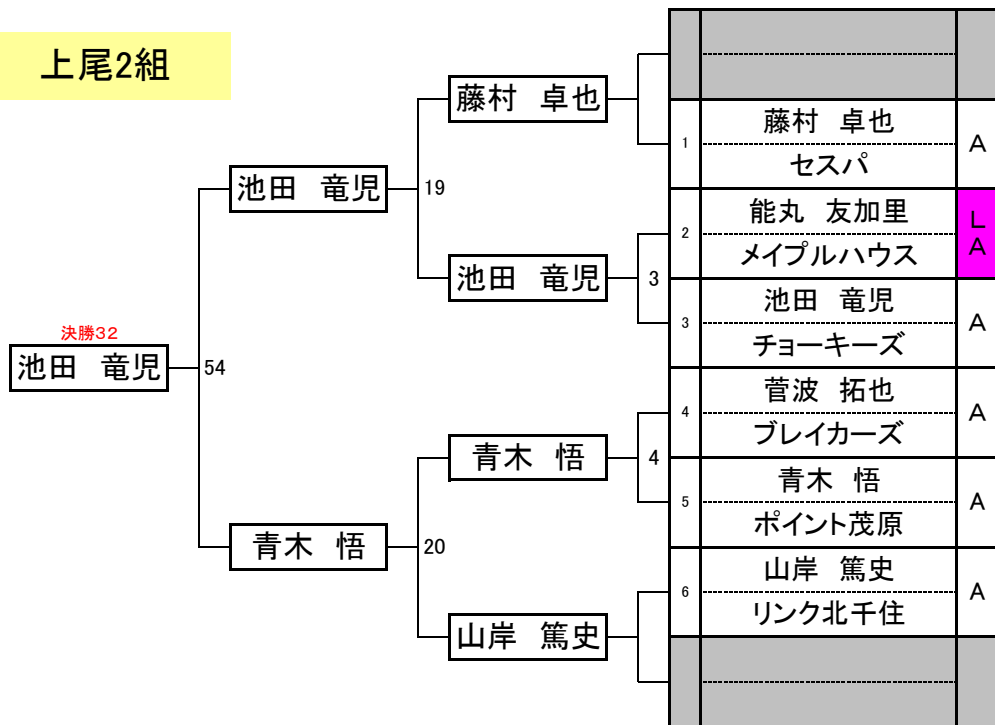 上尾2組
決勝32
池田　竜児
54
池田　竜児
青木　悟
19
20
藤村　卓也
池田　竜児
青木　悟
山岸　篤史
3
4
1
藤村　卓也
セスパ
A
2
能丸　友加里
メイプルハウス
L
A
3
池田　竜児
チョーキーズ
A
4
菅波　拓也
ブレイカーズ
A
5
青木　悟
ポイント茂原
A
6
山岸　篤史
リンク北千住
A